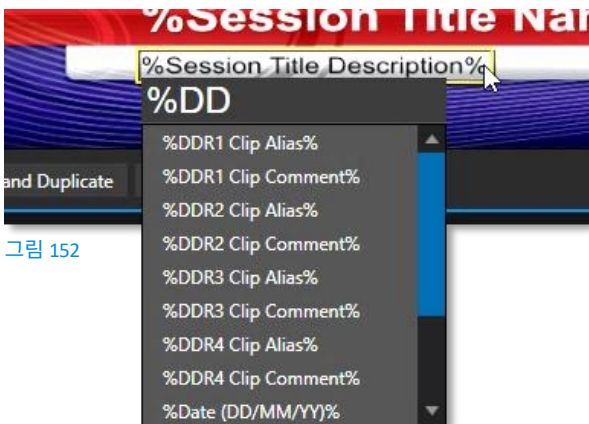 %Session Title Nam
%Session Title Description%
%DD
%DDR1 Clip Alias%
%DDR1 Clip Comment%
and Duplicate
%DDR2 Clip Alias%
%DDR2 Clip Comment%
그림 152
%DDR3 Clip Alias%
%DDR3 Clip Comment%
%DDR4 Clip Alias%
%DDR4 Clip Comment%
%Date (DD/MM/YY)%